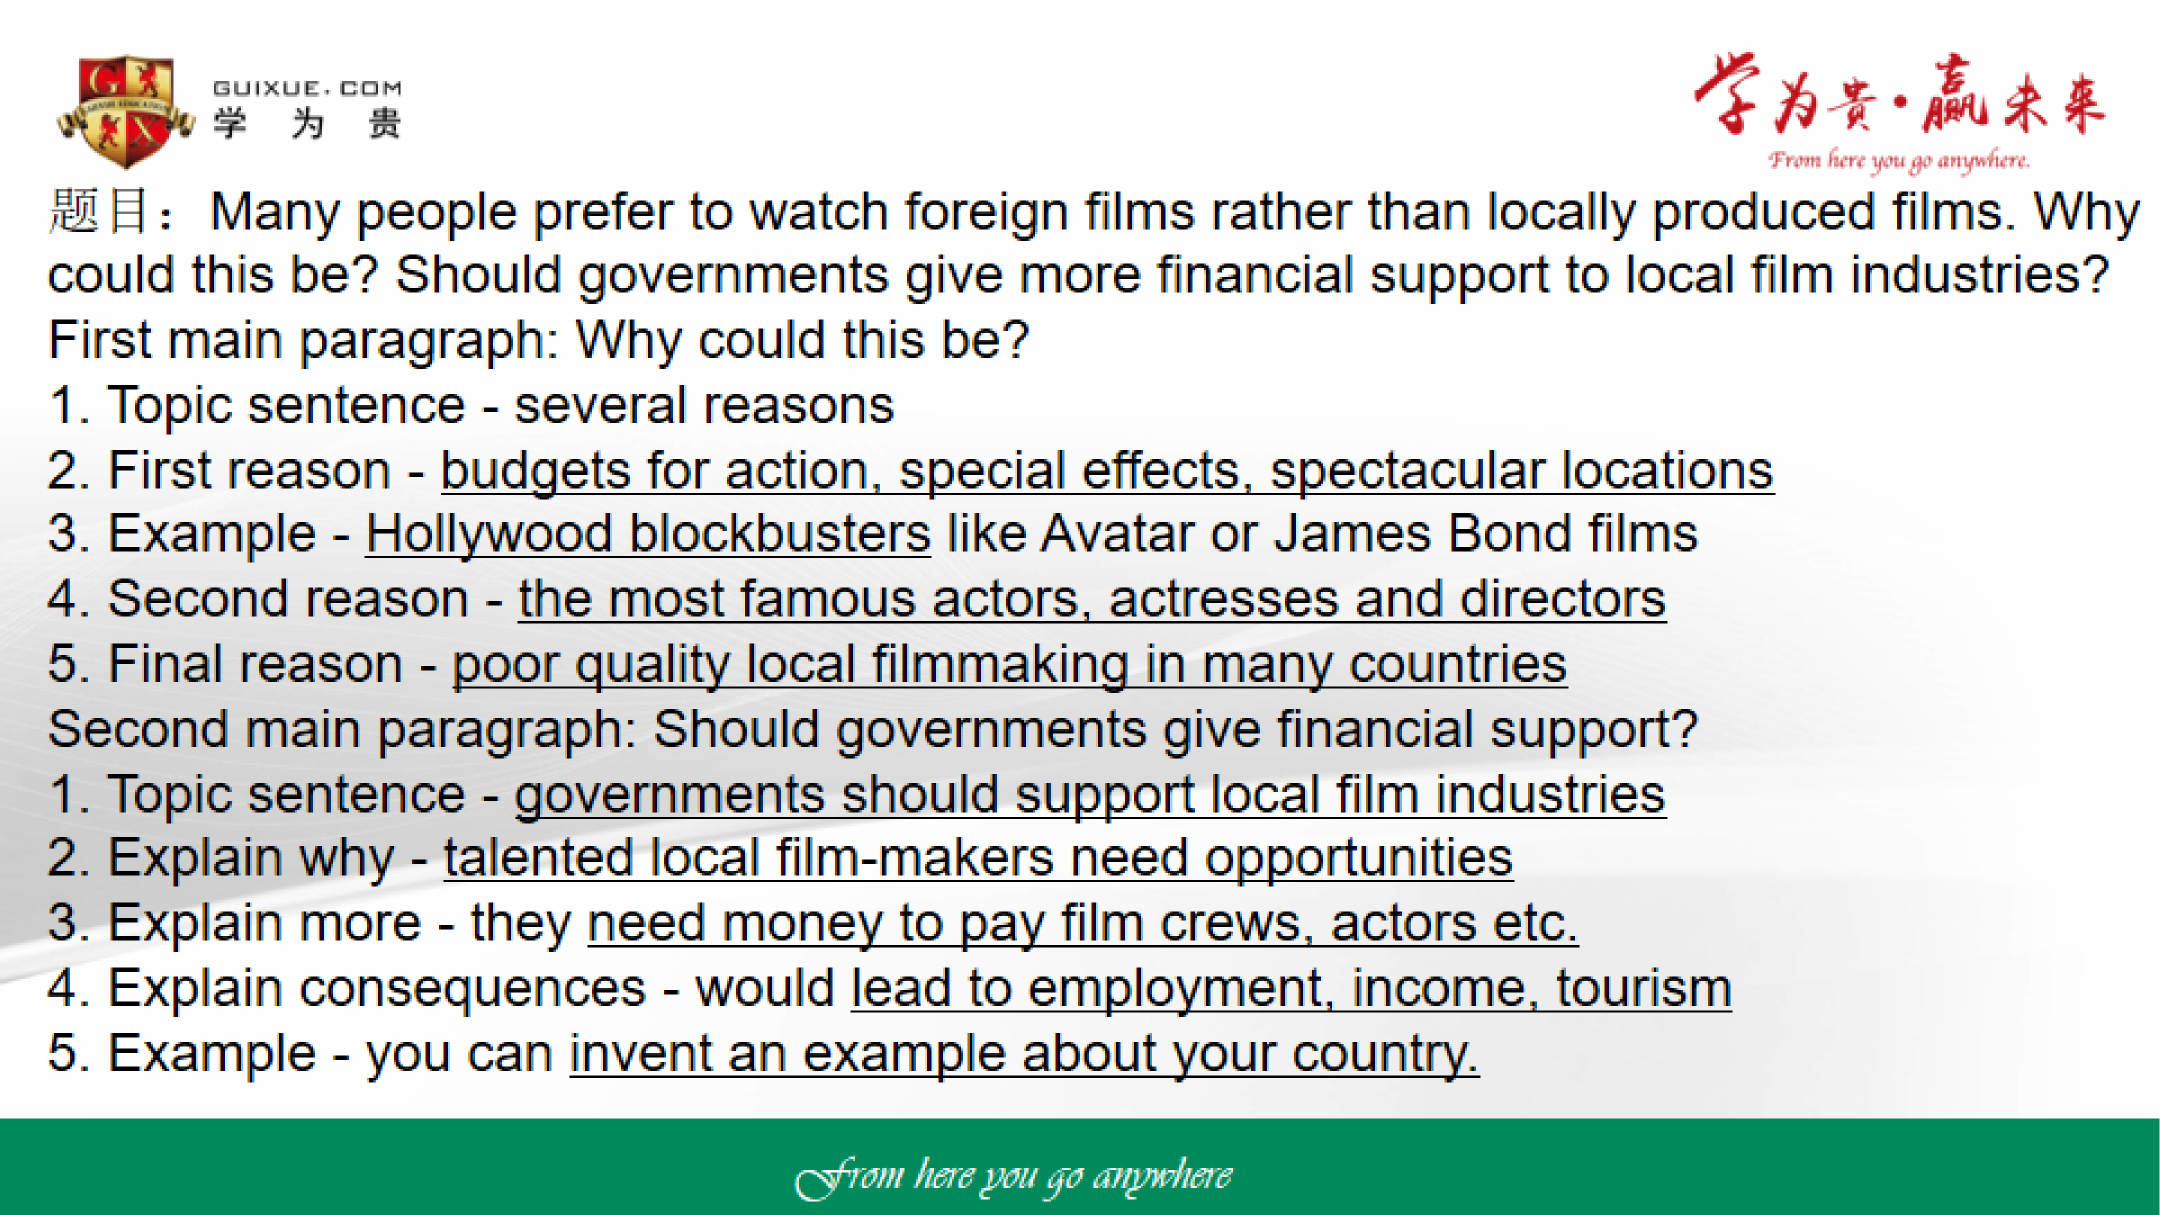 GUIXUE.COM
学为贵
学为贵·赢未来
From here you go anywhere.
题目：Many people prefer to watch foreign films rather than locally produced films. Why
could this be? Should governments give more financial support to local film industries?
First main paragraph: Why could this be?
1. Topic sentence - several reasons
2. First reason - budgets for action, special effects, spectacular locations
3. Example - Hollywood blockbusters like Avatar or James Bond films
4. Second reason - the most famous actors, actresses and directors
5. Final reason - poor quality local filmmaking in many countries
Second main paragraph: Should governments give financial support?
1. Topic sentence - governments should support local film industries
2. Explain why - talented local film-makers need opportunities
3. Explain more - they need money to pay film crews, actors etc.
4. Explain consequences - would lead to employment, income, tourism
5. Example - you can invent an example about your country.
From here you go anywhere